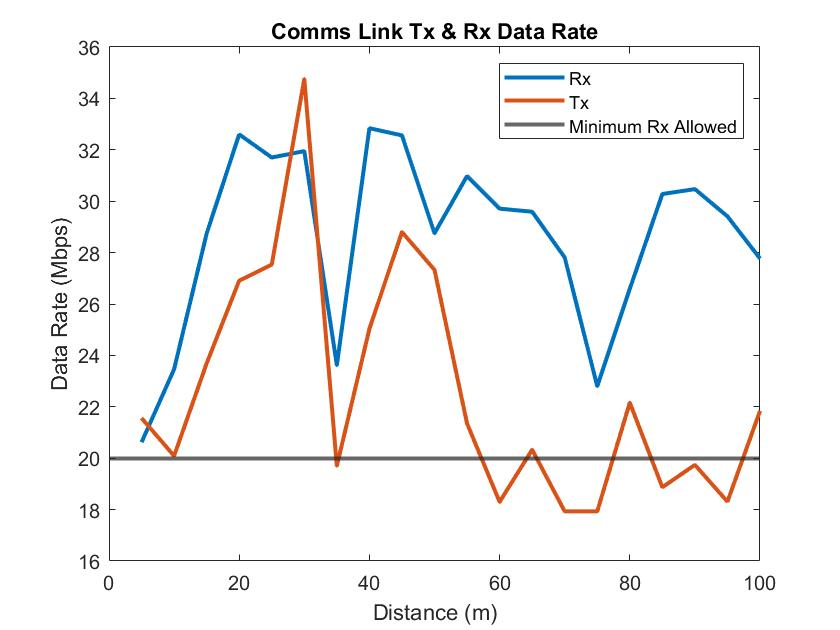 Comms Link Tx & Rx Data Rate
36
34
32
30
28
26
24
22
20
18
16
Data Rate (Mbps)
Rx
Tx
Minimum Rx Allowed
0 20 40 60 80 100
Distance (m)